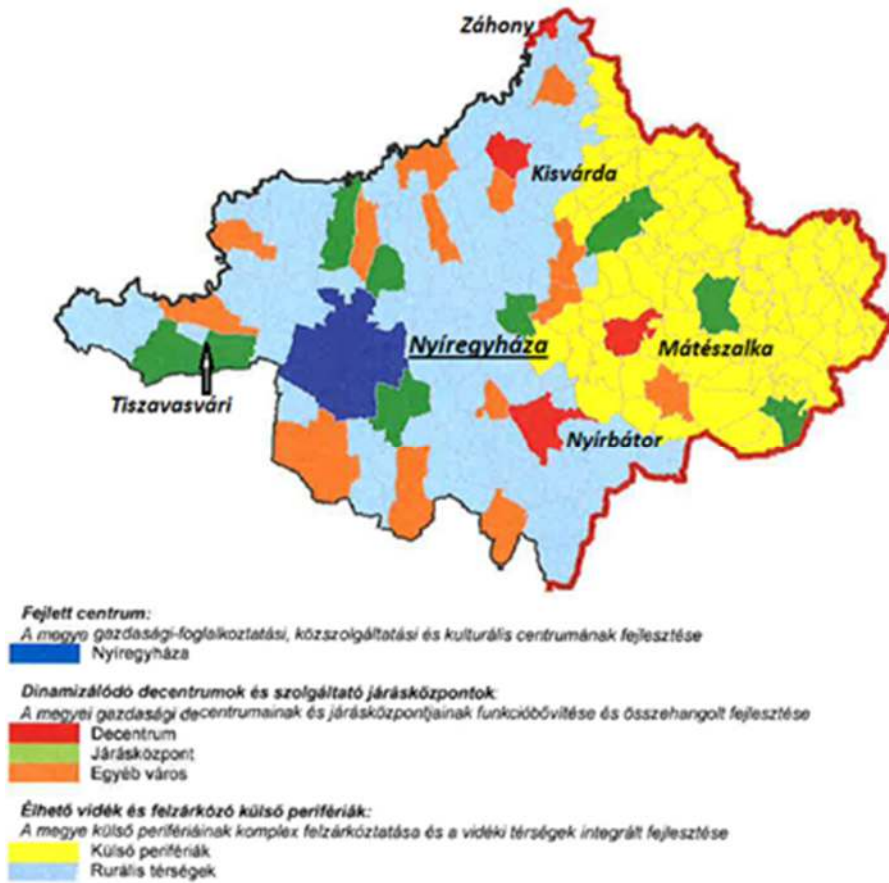 Záhony
Kisvárda
Nyíregyháza
Mátészalka
Tiszavasvári
Nyírbátor
Fejlett centrum:
A megye gazdasági-foglalkoztatási, közszolgáltatási és kulturális centrumának fejlesztése
Nyíregyháza
Dinamizálódó decentrumok és szolgáltató járásközpontok:
A megyei gazdasági decentrumainak és járásközpontjainak funkcióbővítése és összehangolt fejlesztése
Decentrum
Járásközpont
Egyéb város
Élhető vidék és felzárkózó külső perifériák:
A megye külső perifériáinak komplex felzárkóztatása és a vidéki térségek integrált fejlesztése
Külső perifériák
Rurális térségek